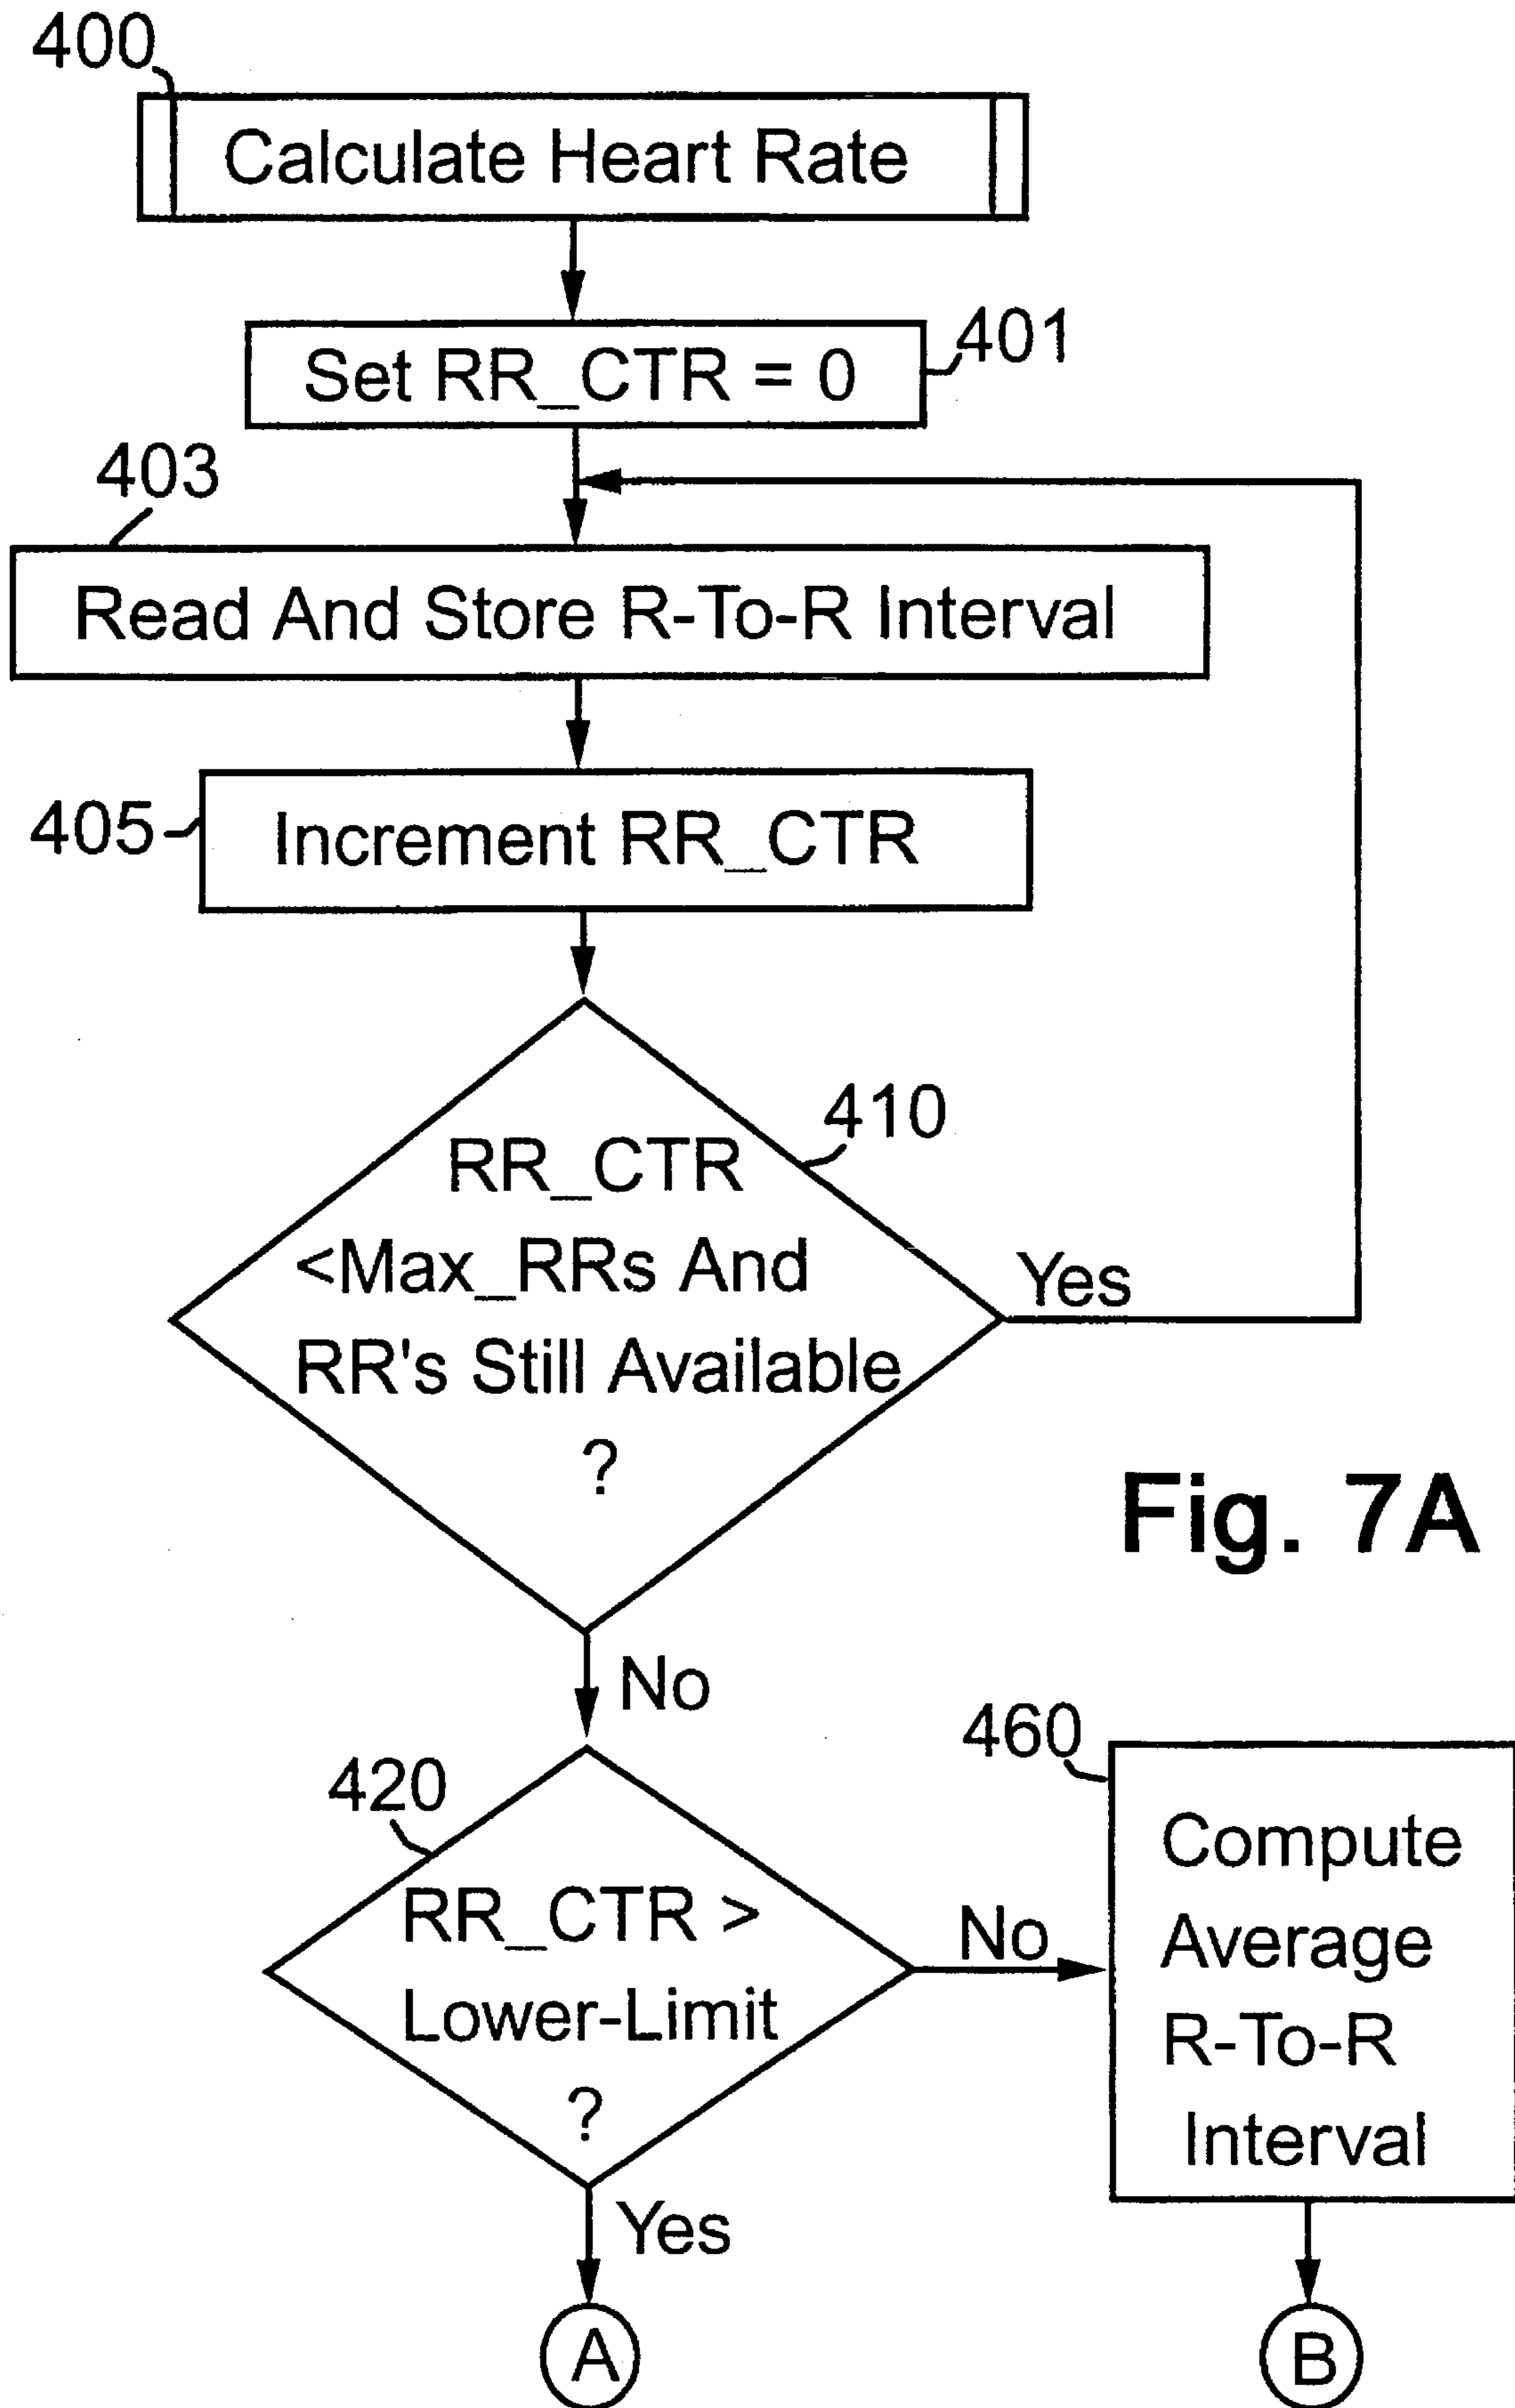 400
Calculate Heart Rate
Set RR_CTR = 0
401
403
Read And Store R-To-R Interval
405
Increment RR_CTR
410
RR_CTR
<Max_RRs And
RR's Still Available
?
Yes
Fig. 7A
No
420
RR_CTR >
Lower-Limit
?
No
460
Compute
Average
R-To-R
Interval
Yes
A
B